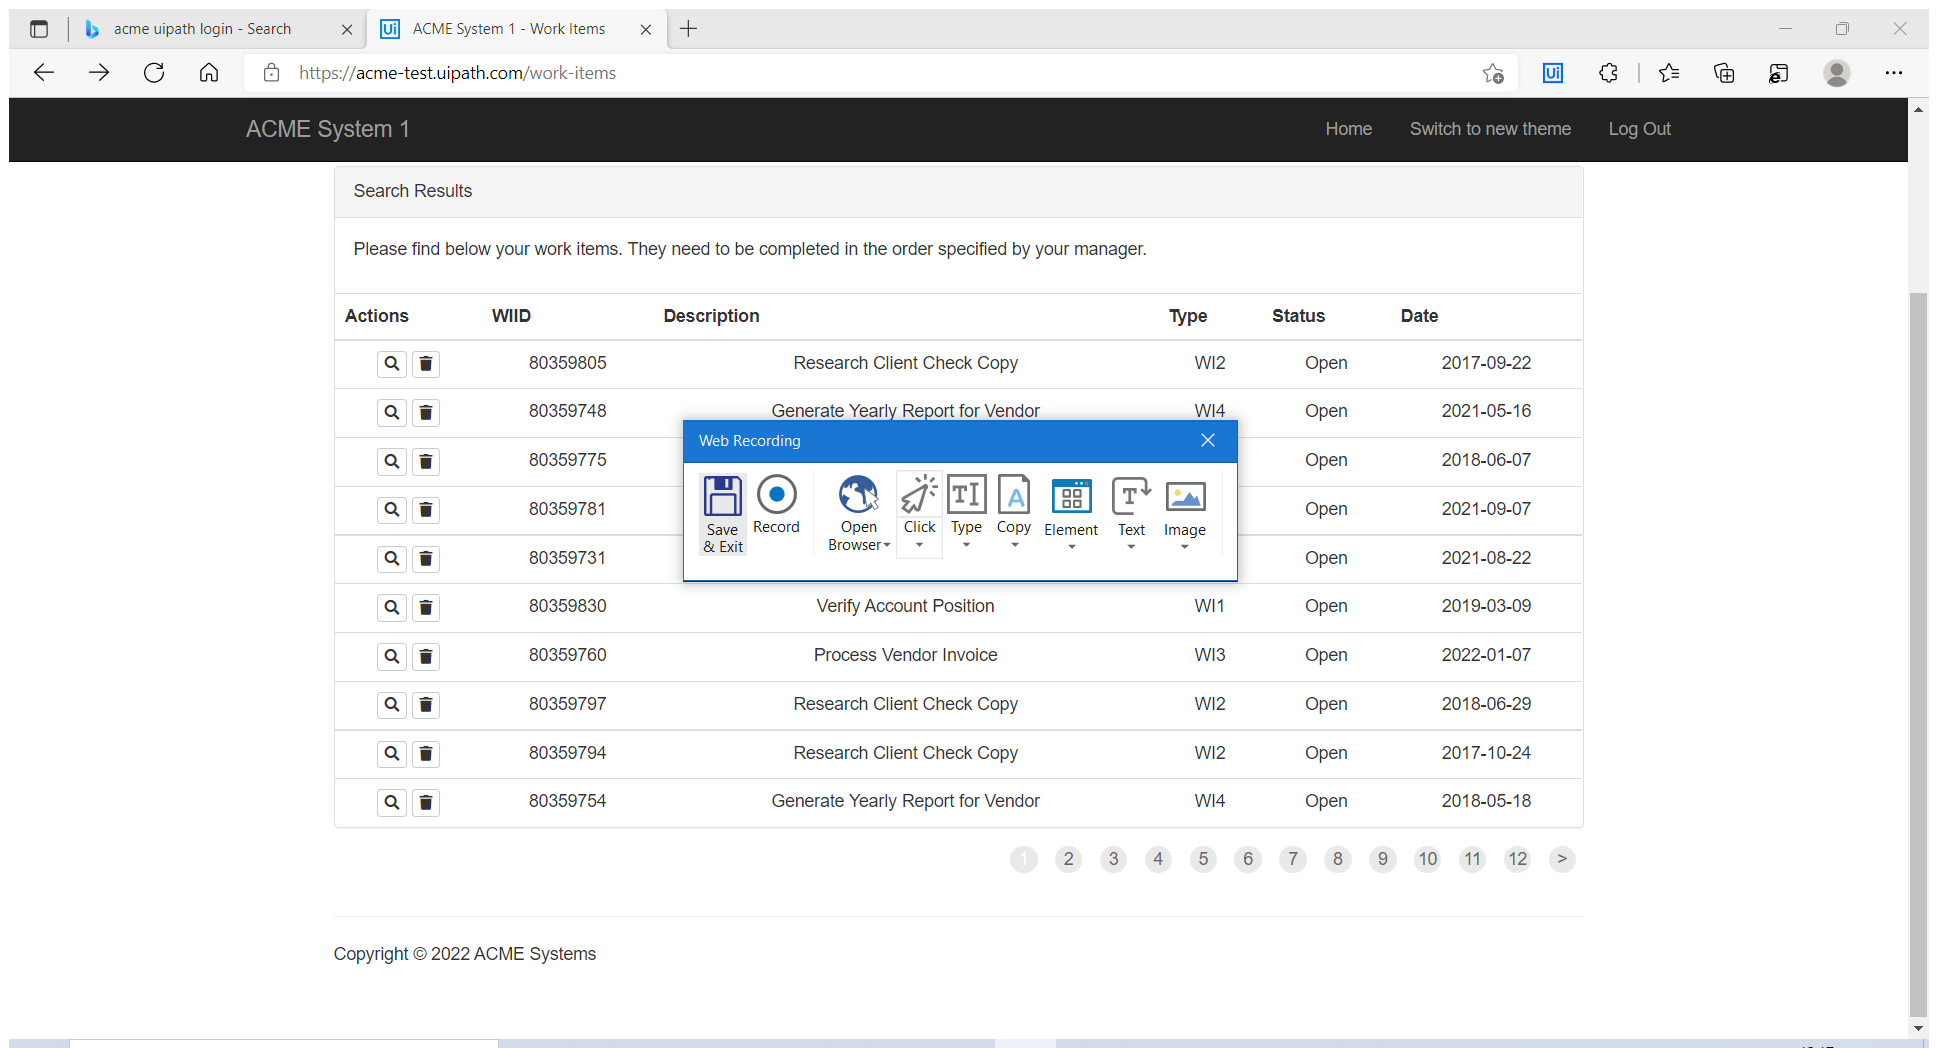 acme uipath login - Search
Ui ACME System 1 - Work Items
https://acme-test.uipath.com/work-items
Ui
ACME System 1
Home Switch to new theme Log Out
Search Results
Please find below your work items. They need to be completed in the order specified by your manager.
Actions WIID Description Type Status Date
80359805 Research Client Check Copy WI2 Open 2017-09-22
80359748 Generate Yearly Report for Vendor WI4 Open 2021-05-16
80359775 Open 2018-06-07
80359781 Open 2021-09-07
80359731 Open 2021-08-22
Web Recording
Save & Exit Record Open Browser Click Type Copy Element Text Image
80359830 Verify Account Position WI1 Open 2019-03-09
80359760 Process Vendor Invoice WI3 Open 2022-01-07
80359797 Research Client Check Copy WI2 Open 2018-06-29
80359794 Research Client Check Copy WI2 Open 2017-10-24
80359754 Generate Yearly Report for Vendor WI4 Open 2018-05-18
1 2 3 4 5 6 7 8 9 10 11 12 >
Copyright © 2022 ACME Systems